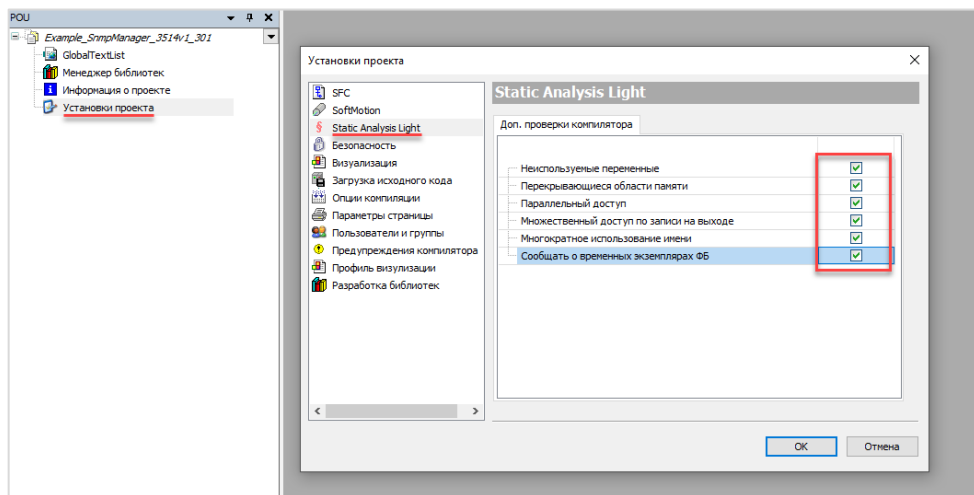 POU
Example_SnmpManager_3514v1_301
GlobalTextList
Менеджер библиотек
Информация о проекте
Установки проекта
Установки проекта
SFC
SoftMotion
Static Analysis Light
Безопасность
Визуализация
Загрузка исходного кода
Опции компиляции
Параметры страницы
Пользователи и группы
Предупреждения компилятора
Профиль визулизации
Разработка библиотек
Static Analysis Light
Доп. проверки компилятора
Неиспользуемые переменные
Перекрывающиеся области памяти
Параллельный доступ
Множественный доступ по записи на выходе
Многократное использование имени
Сообщать о временных экземплярах ФБ
OK
Отмена